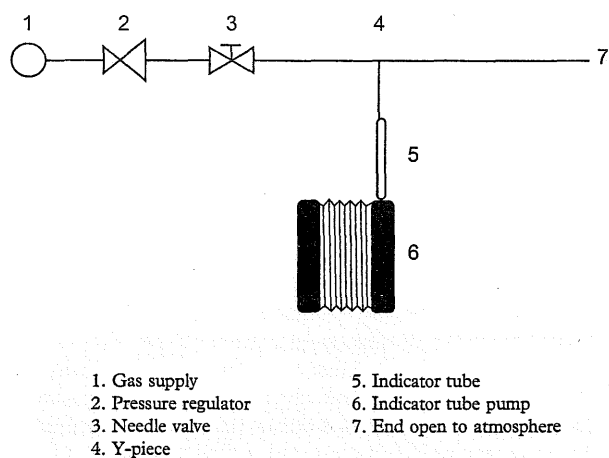 1 2 3 4
7
5
6
1. Gas supply
2. Pressure regulator
3. Needle valve
4. Y-piece
5. Indicator tube
6. Indicator tube pump
7. End open to atmosphere